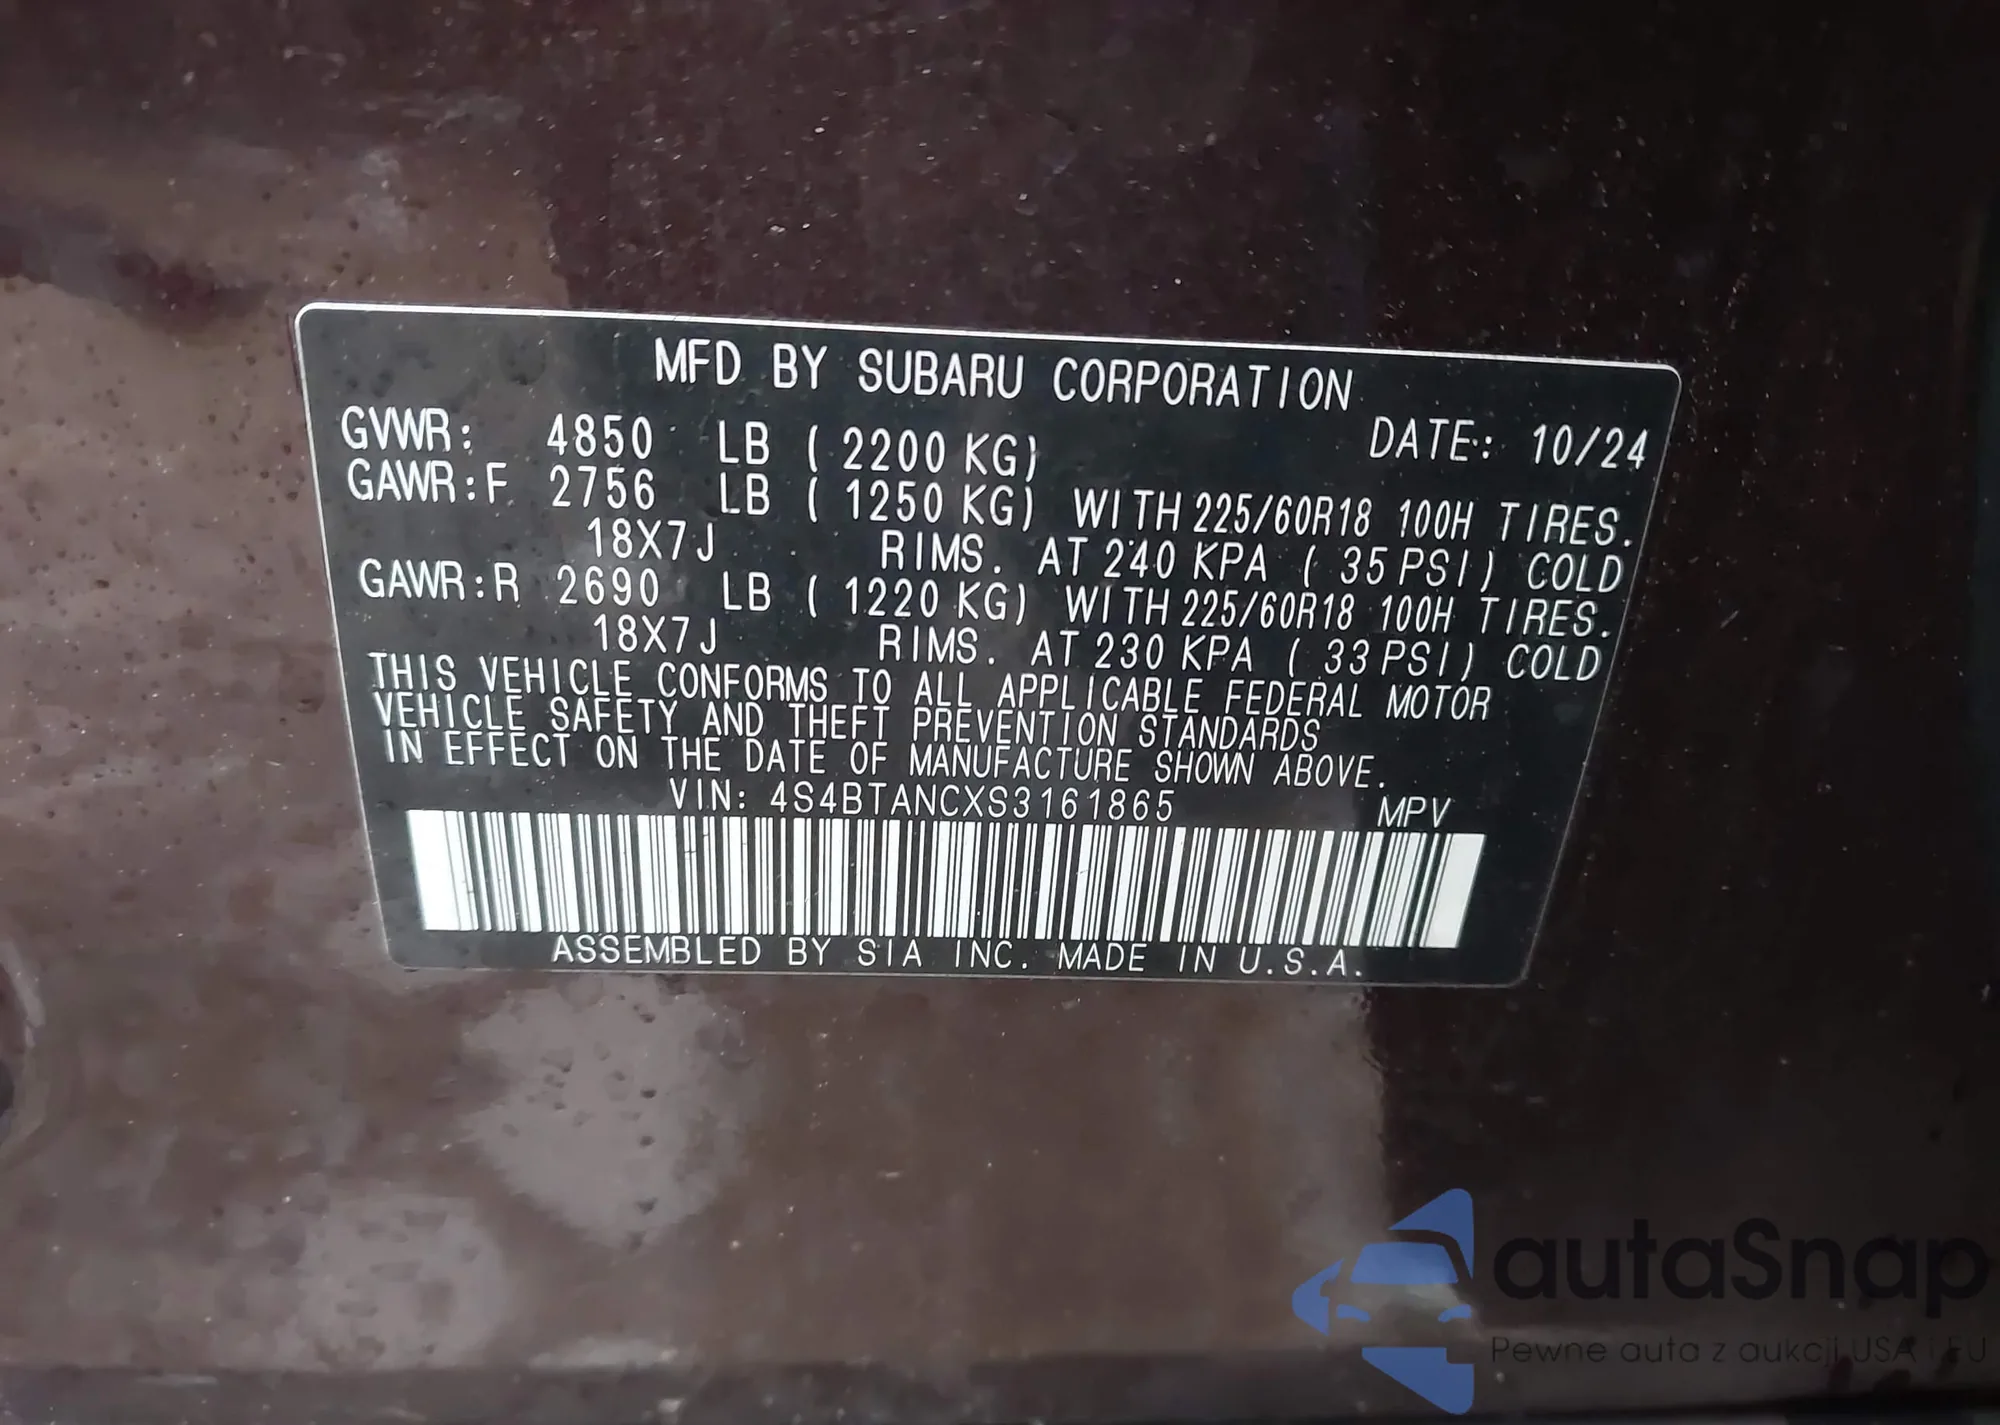 MFD BY SUBARU CORPORATION
GVWR: 4850 LB ( 2200 KG) DATE: 10/24
GAWR:F 2756 LB ( 1250 KG) WITH 225/60R18 100H TIRES.
18X7J RIMS. AT 240 KPA ( 35 PSI) COLD
GAWR:R 2690 LB ( 1220 KG) WITH 225/60R18 100H TIRES.
18X7J RIMS. AT 230 KPA ( 33 PSI) COLD
THIS VEHICLE CONFORMS TO ALL APPLICABLE FEDERAL MOTOR
VEHICLE SAFETY AND THEFT PREVENTION STANDARDS
IN EFFECT ON THE DATE OF MANUFACTURE SHOWN ABOVE.
VIN: 4S4BTANCXS3161865 MPV
ASSEMBLED BY SIA INC. MADE IN U.S.A.
autaSnap
Pewne auta z aukcji USA i EU